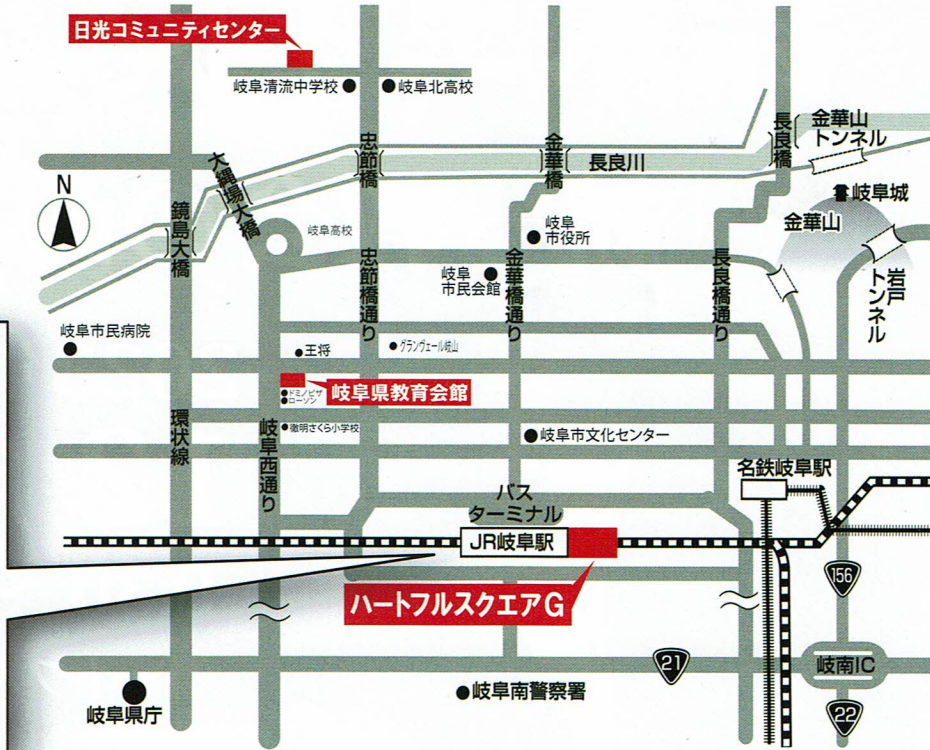 日光コミュニティセンター
岐阜清流中学校
岐阜北高校
金華山
トンネル
長良橋
忠節橋
金華橋
長良川
大縄場大橋
N
岐阜城
金華山
鏡島大橋
岐阜高校
岐阜
市役所
岩戸
トンネル
忠節橋通り
金華橋通り
長良橋通り
岐阜
市民会館
岐阜市民病院
王将
グランヴェール岐山
岐阜県教育会館
ドミノピザ
ローソン
環状線
岐阜西通り
徹明さくら小学校
岐阜市文化センター
名鉄岐阜駅
バス
ターミナル
JR岐阜駅
156
ハートフルスクエアG
21
岐南IC
岐阜県庁
岐阜南警察署
22